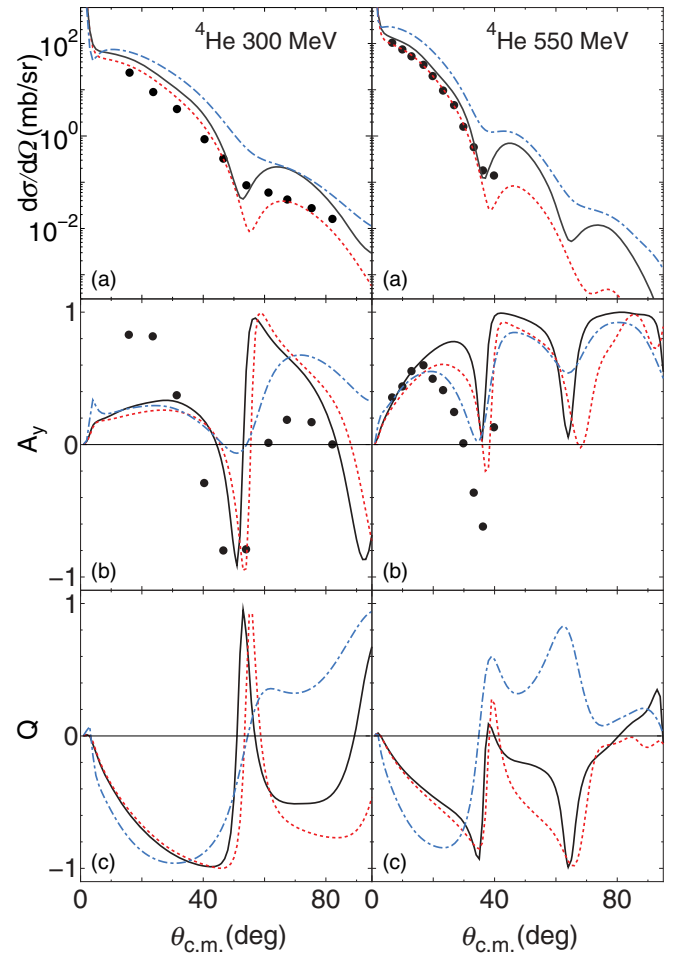 ⁴He 300 MeV
⁴He 550 MeV
dσ/dΩ(mb/sr)
10²
10⁰
10⁻²
(a)
(a)
A_y
1
0
−1
(b)
(b)
Q
0
−1
(c)
(c)
0 40 80
0 40 80
θ_c.m.(deg)
θ_c.m.(deg)